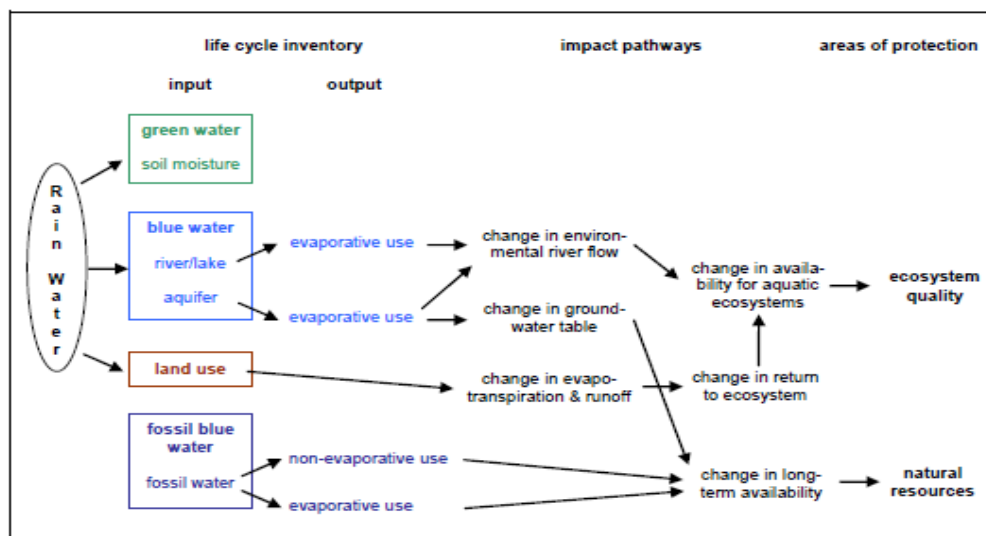 life cycle inventory
impact pathways
areas of protection
input
output
Rain Water
green water
soil moisture
blue water
river/lake
aquifer
evaporative use
evaporative use
land use
fossil blue
water
fossil water
non-evaporative use
evaporative use
change in environ-
mental river flow
change in ground-
water table
change in evapo-
transpiration & runoff
change in availa-
bility for aquatic
ecosystems
change in return
to ecosystem
change in long-
term availability
ecosystem
quality
natural
resources